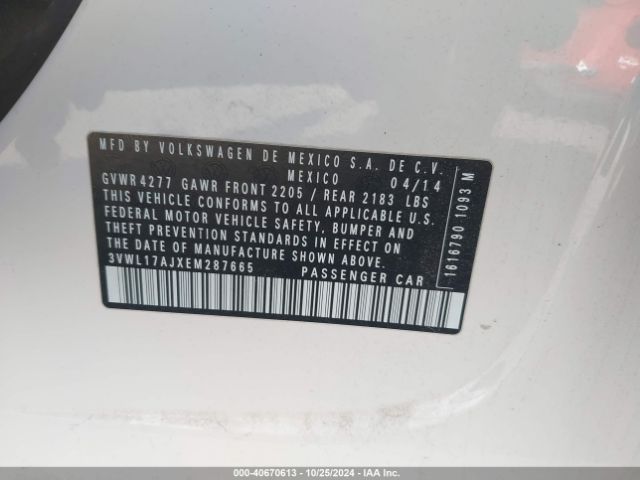 MFD BY VOLKSWAGEN DE MEXICO S.A. DE C.V.
MEXICO 04/14
GVWR 4277 GAWR FRONT 2205 / REAR 2183 LBS
THIS VEHICLE CONFORMS TO ALL APPLICABLE U.S.
FEDERAL MOTOR VEHICLE SAFETY, BUMPER AND
THEFT PREVENTION STANDARDS IN EFFECT ON
THE DATE OF MANUFACTURE SHOWN ABOVE.
3VWL17AJXEM287665 PASSENGER CAR
1616790 1093 M
000-40670613 - 10/25/2024 - IAA Inc.